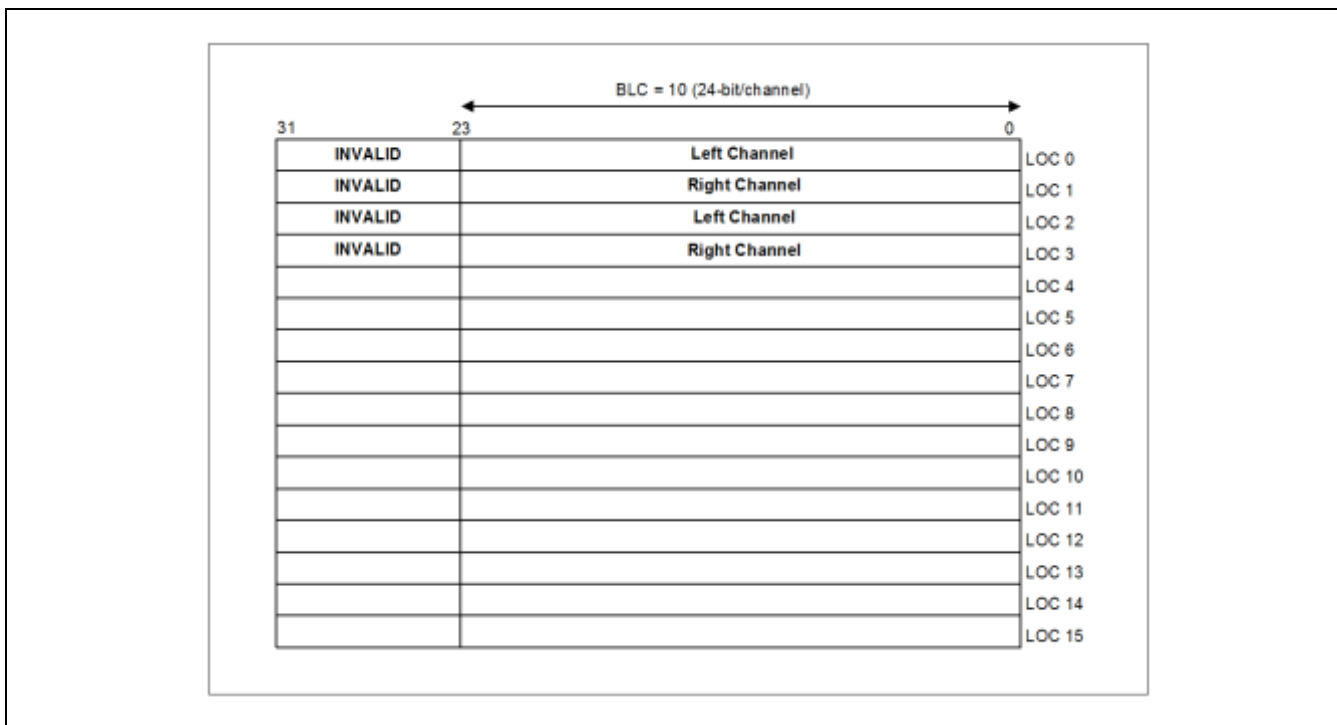 BLC = 10 (24-bit/channel)
31 23 0
INVALID Left Channel LOC 0
INVALID Right Channel LOC 1
INVALID Left Channel LOC 2
INVALID Right Channel LOC 3
LOC 4
LOC 5
LOC 6
LOC 7
LOC 8
LOC 9
LOC 10
LOC 11
LOC 12
LOC 13
LOC 14
LOC 15